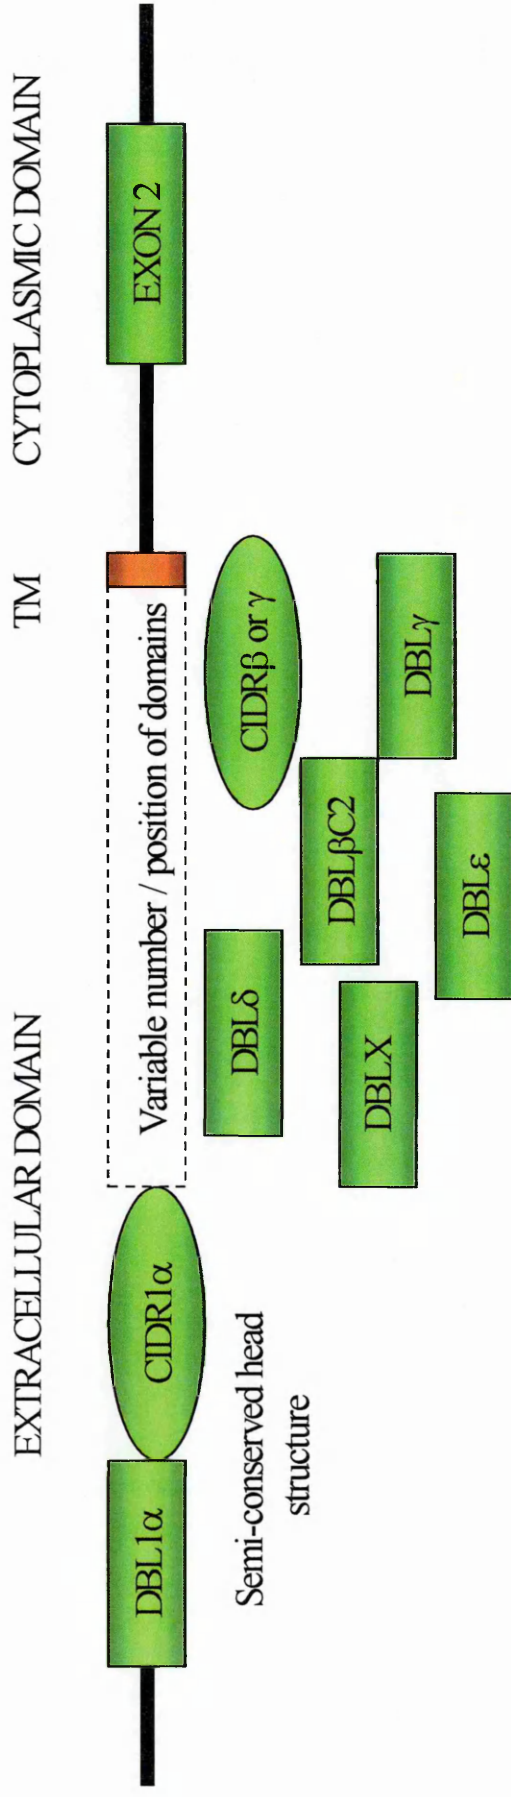 EXTRACELLULAR DOMAIN
TM
CYTOPLASMIC DOMAIN
DBL1α
CIDR1α
Variable number / position of domains
EXON 2
Semi-conserved head
structure
DBLδ
CIDRβ or γ
DBLX
DBLβC2
DBLγ
DBLε